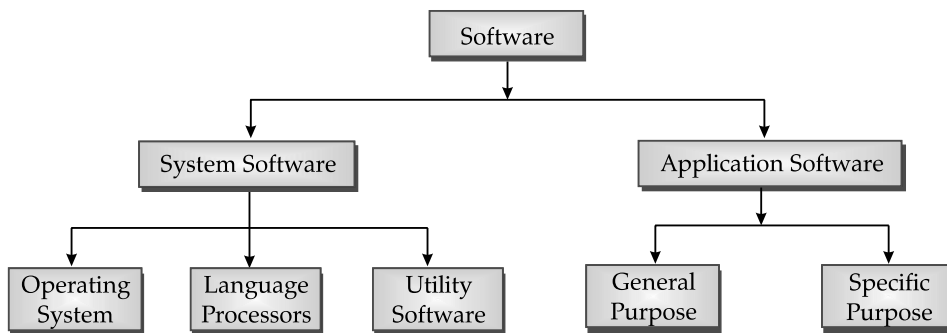 Software
System Software
Application Software
Operating
System
Language
Processors
Utility
Software
General
Purpose
Specific
Purpose